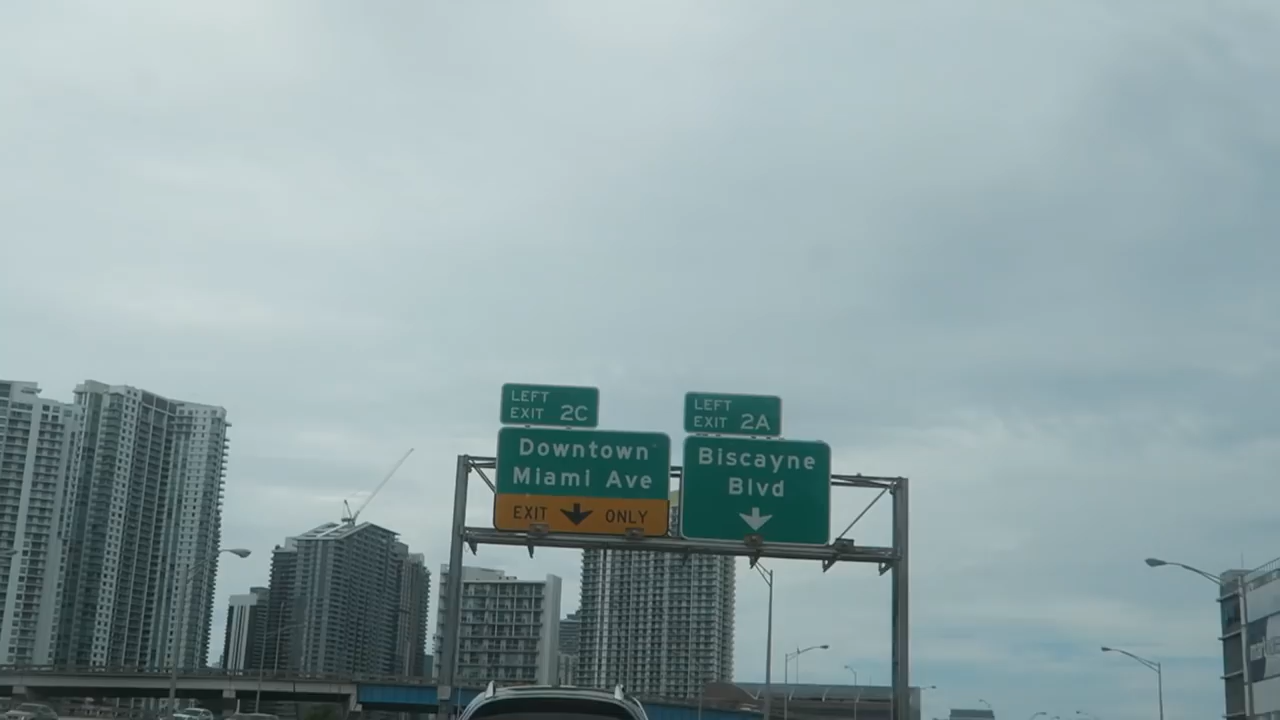 LEFT
EXIT 2C
Downtown
Miami Ave
EXIT ONLY
LEFT
EXIT 2A
Biscayne
Blvd